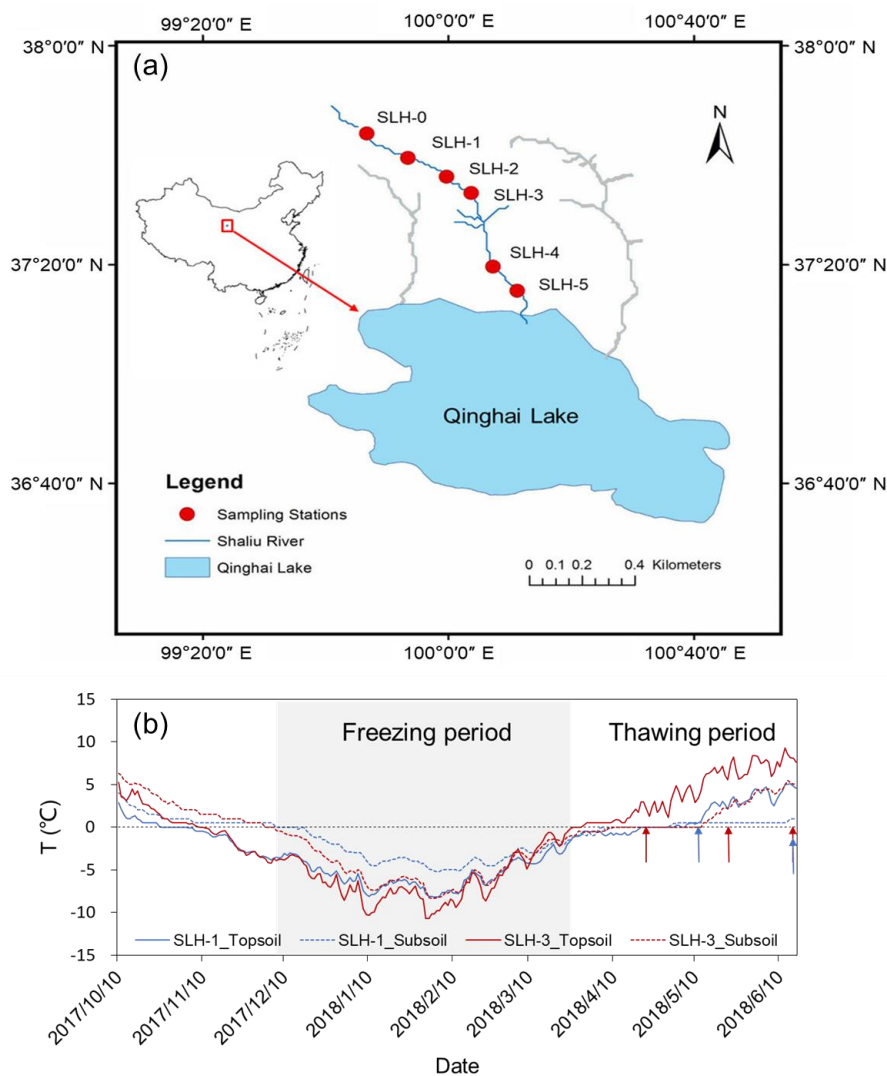 99°20'0" E 100°0'0" E 100°40'0" E
38°0'0" N 38°0'0" N
(a)
N
SLH-0
SLH-1
SLH-2
SLH-3
SLH-4
37°20'0" N 37°20'0" N
SLH-5
Qinghai Lake
36°40'0" N 36°40'0" N
Legend
Sampling Stations
Shaliu River
Qinghai Lake
0 0.1 0.2 0.4 Kilometers
99°20'0" E 100°0'0" E 100°40'0" E
15
(b) Freezing period Thawing period
10
5
0
-5
-10
-15
T (℃)
SLH-1_Topsoil SLH-1_Subsoil SLH-3_Topsoil SLH-3_Subsoil
2017/10/10 2017/11/10 2017/12/10 2018/1/10 2018/2/10 2018/3/10 2018/4/10 2018/5/10 2018/6/10
Date